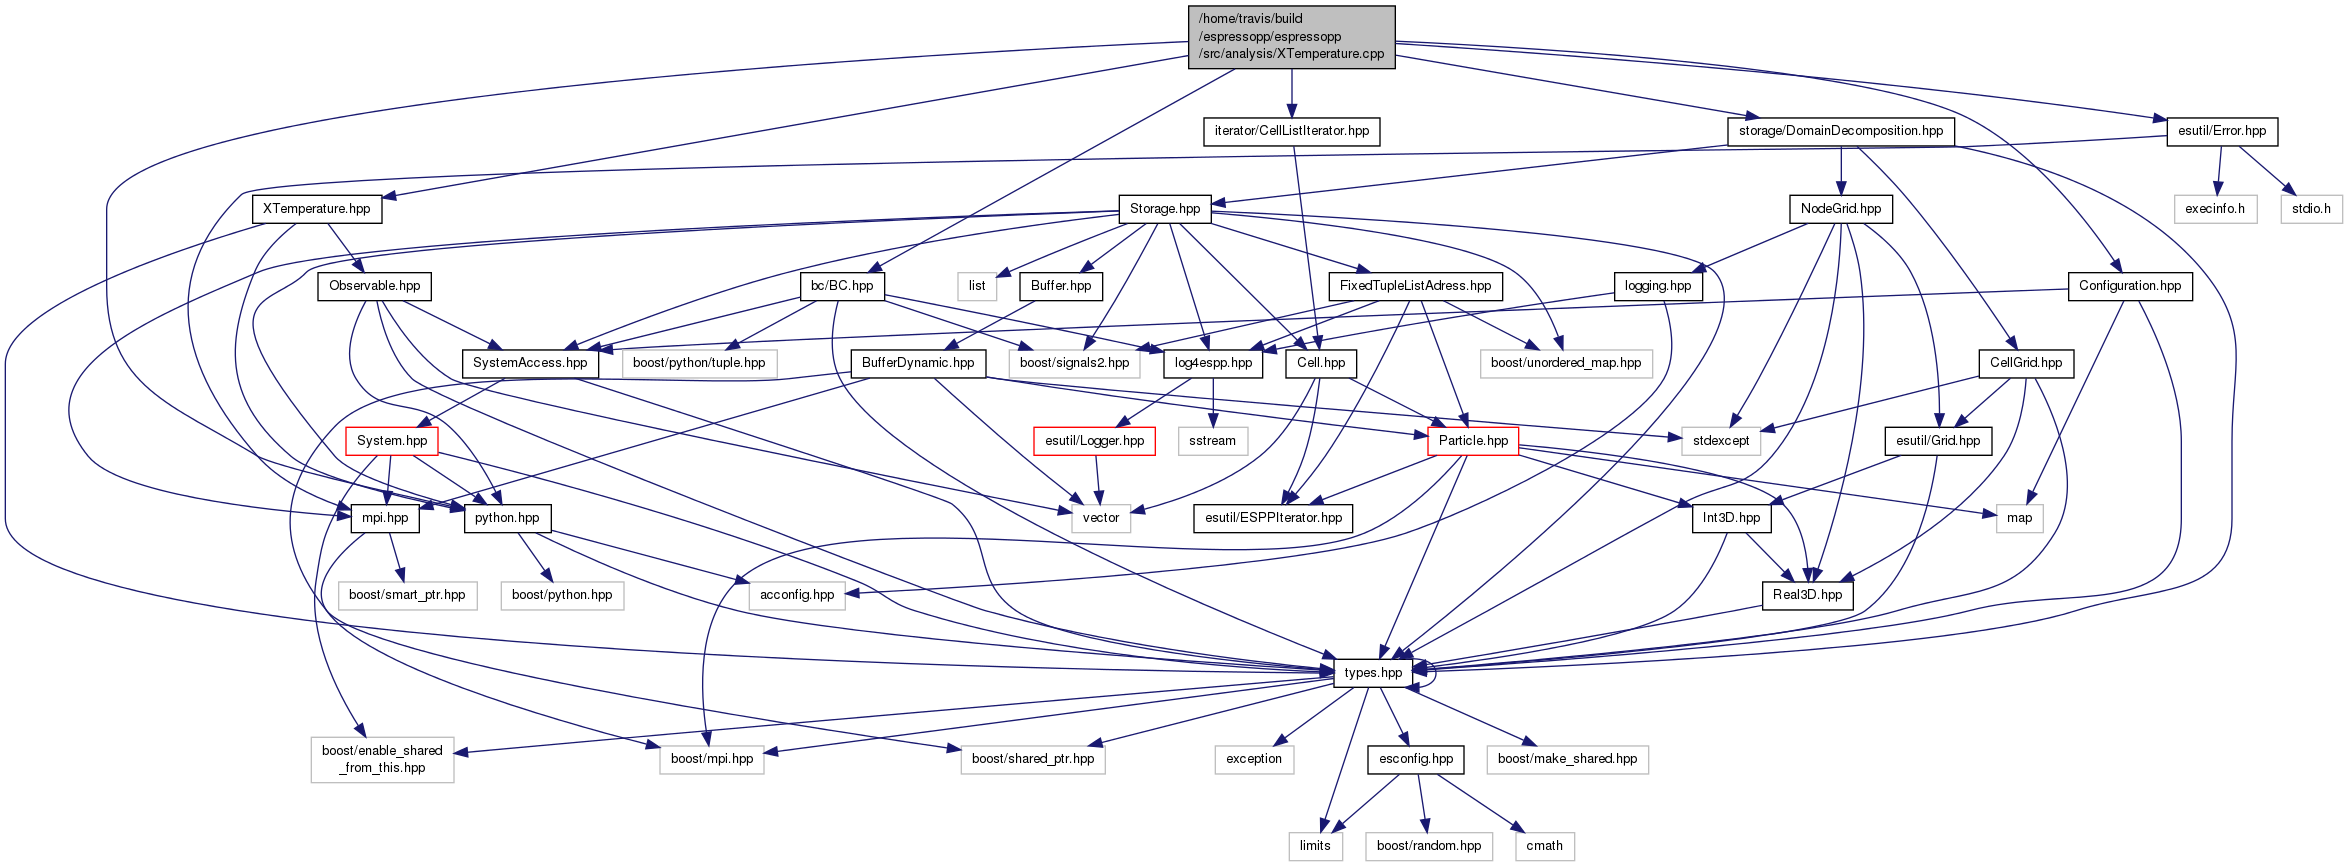 /home/travis/build
/espressopp/espressopp
/src/analysis/XTemperature.cpp
iterator/CellListIterator.hpp
storage/DomainDecomposition.hpp
esutil/Error.hpp
XTemperature.hpp
Storage.hpp
NodeGrid.hpp
execinfo.h
stdio.h
Observable.hpp
bc/BC.hpp
list
Buffer.hpp
FixedTupleListAdress.hpp
logging.hpp
Configuration.hpp
SystemAccess.hpp
boost/python/tuple.hpp
BufferDynamic.hpp
boost/signals2.hpp
log4espp.hpp
Cell.hpp
boost/unordered_map.hpp
CellGrid.hpp
System.hpp
esutil/Logger.hpp
sstream
Particle.hpp
stdexcept
esutil/Grid.hpp
mpi.hpp
python.hpp
vector
esutil/ESPPIterator.hpp
Int3D.hpp
map
boost/smart_ptr.hpp
boost/python.hpp
acconfig.hpp
Real3D.hpp
types.hpp
boost/enable_shared
_from_this.hpp
boost/mpi.hpp
boost/shared_ptr.hpp
exception
esconfig.hpp
boost/make_shared.hpp
limits
boost/random.hpp
cmath